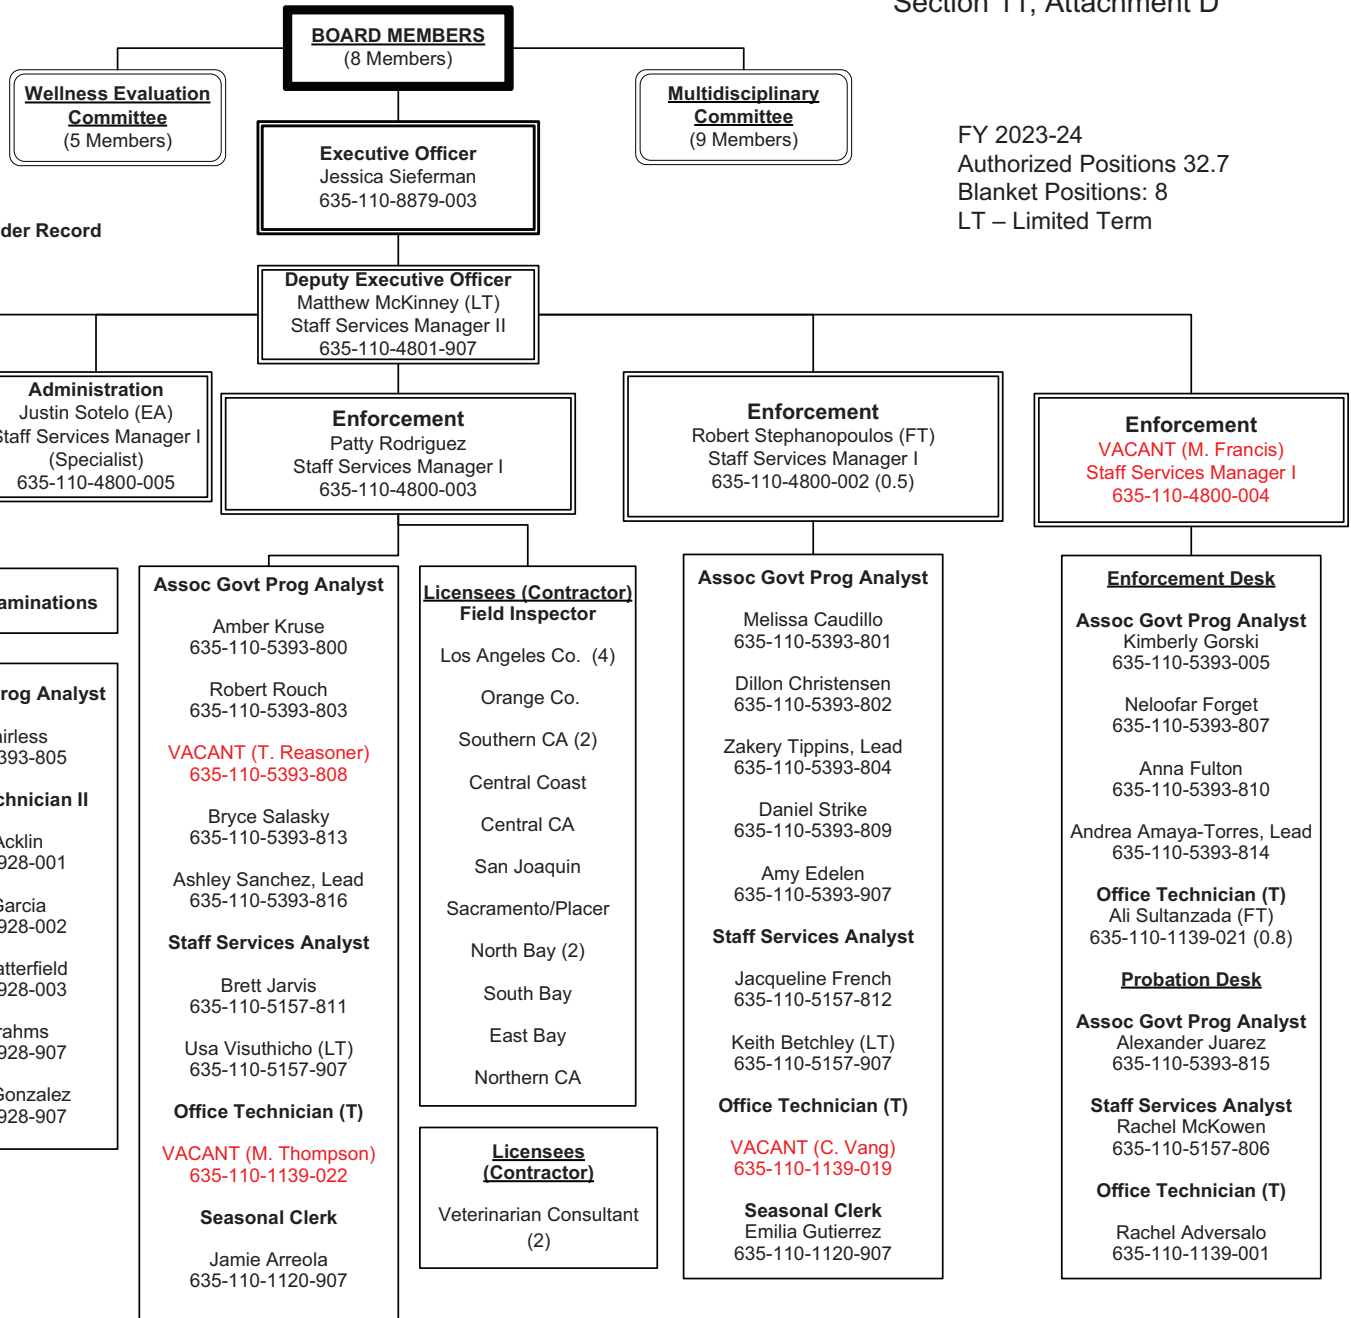 Section 11, Attachment D
BOARD MEMBERS
(8 Members)
Wellness Evaluation
Committee
(5 Members)
Multidisciplinary
Committee
(9 Members)
Executive Officer
Jessica Sieferman
635-110-8879-003
FY 2023-24
Authorized Positions 32.7
Blanket Positions: 8
LT – Limited Term
der Record
Deputy Executive Officer
Matthew McKinney (LT)
Staff Services Manager II
635-110-4801-907
Administration
Justin Sotelo (EA)
Staff Services Manager I
(Specialist)
635-110-4800-005
Enforcement
Patty Rodriguez
Staff Services Manager I
635-110-4800-003
Enforcement
Robert Stephanopoulos (FT)
Staff Services Manager I
635-110-4800-002 (0.5)
Enforcement
VACANT (M. Francis)
Staff Services Manager I
635-110-4800-004
aminations
rog Analyst
irless
393-805
chnician II
Acklin
928-001
Garcia
928-002
atterfield
928-003
rahms
928-907
Gonzalez
928-907
Assoc Govt Prog Analyst
Amber Kruse
635-110-5393-800
Robert Rouch
635-110-5393-803
VACANT (T. Reasoner)
635-110-5393-808
Bryce Salasky
635-110-5393-813
Ashley Sanchez, Lead
635-110-5393-816
Staff Services Analyst
Brett Jarvis
635-110-5157-811
Usa Visuthicho (LT)
635-110-5157-907
Office Technician (T)
VACANT (M. Thompson)
635-110-1139-022
Seasonal Clerk
Jamie Arreola
635-110-1120-907
Licensees (Contractor)
Field Inspector
Los Angeles Co. (4)
Orange Co.
Southern CA (2)
Central Coast
Central CA
San Joaquin
Sacramento/Placer
North Bay (2)
South Bay
East Bay
Northern CA
Licensees
(Contractor)
Veterinarian Consultant
(2)
Assoc Govt Prog Analyst
Melissa Caudillo
635-110-5393-801
Dillon Christensen
635-110-5393-802
Zakery Tippins, Lead
635-110-5393-804
Daniel Strike
635-110-5393-809
Amy Edelen
635-110-5393-907
Staff Services Analyst
Jacqueline French
635-110-5157-812
Keith Betchley (LT)
635-110-5157-907
Office Technician (T)
VACANT (C. Vang)
635-110-1139-019
Seasonal Clerk
Emilia Gutierrez
635-110-1120-907
Enforcement Desk
Assoc Govt Prog Analyst
Kimberly Gorski
635-110-5393-005
Neloofar Forget
635-110-5393-807
Anna Fulton
635-110-5393-810
Andrea Amaya-Torres, Lead
635-110-5393-814
Office Technician (T)
Ali Sultanzada (FT)
635-110-1139-021 (0.8)
Probation Desk
Assoc Govt Prog Analyst
Alexander Juarez
635-110-5393-815
Staff Services Analyst
Rachel McKowen
635-110-5157-806
Office Technician (T)
Rachel Adversalo
635-110-1139-001